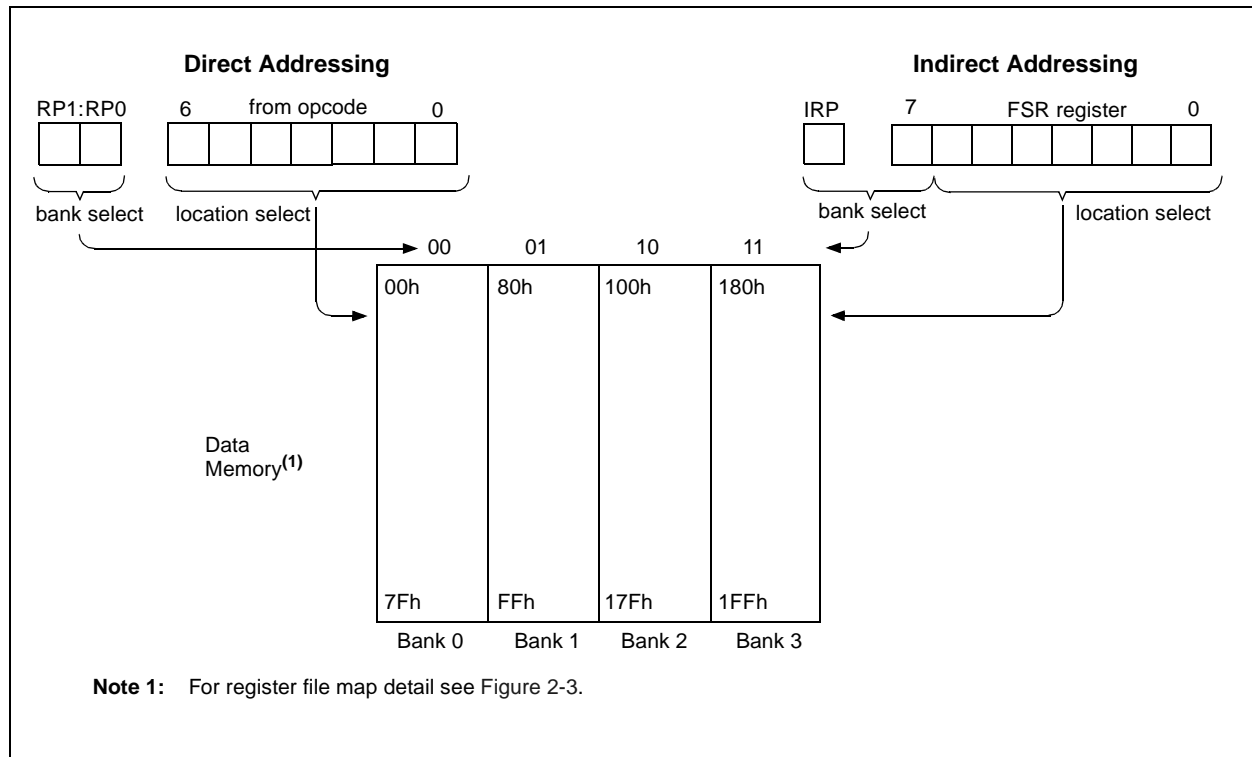 Direct Addressing
Indirect Addressing
RP1:RP0 6 from opcode 0
IRP 7 FSR register 0
bank select location select
bank select location select
00 01 10 11
00h 80h 100h 180h
Data
Memory(1)
7Fh FFh 17Fh 1FFh
Bank 0 Bank 1 Bank 2 Bank 3
Note 1: For register file map detail see Figure 2-3.